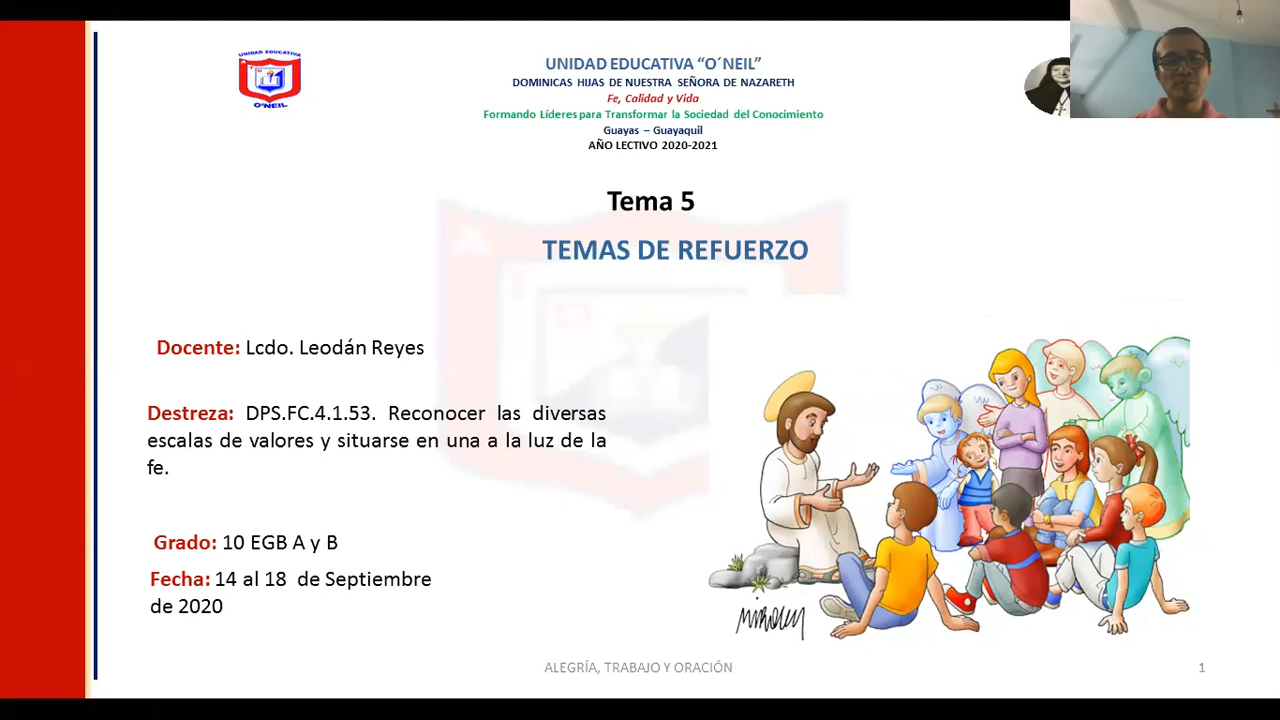 UNIDAD EDUCATIVA
O'NEIL
UNIDAD EDUCATIVA “O´NEIL”
DOMINICAS HIJAS DE NUESTRA SEÑORA DE NAZARETH
Fe, Calidad y Vida
Formando Líderes para Transformar la Sociedad del Conocimiento
Guayas – Guayaquil
AÑO LECTIVO 2020-2021
Tema 5
TEMAS DE REFUERZO
Docente: Lcdo. Leodán Reyes
Destreza: DPS.FC.4.1.53. Reconocer las diversas
escalas de valores y situarse en una a la luz de la
fe.
Grado: 10 EGB A y B
Fecha: 14 al 18 de Septiembre
de 2020
ALEGRÍA, TRABAJO Y ORACIÓN
1